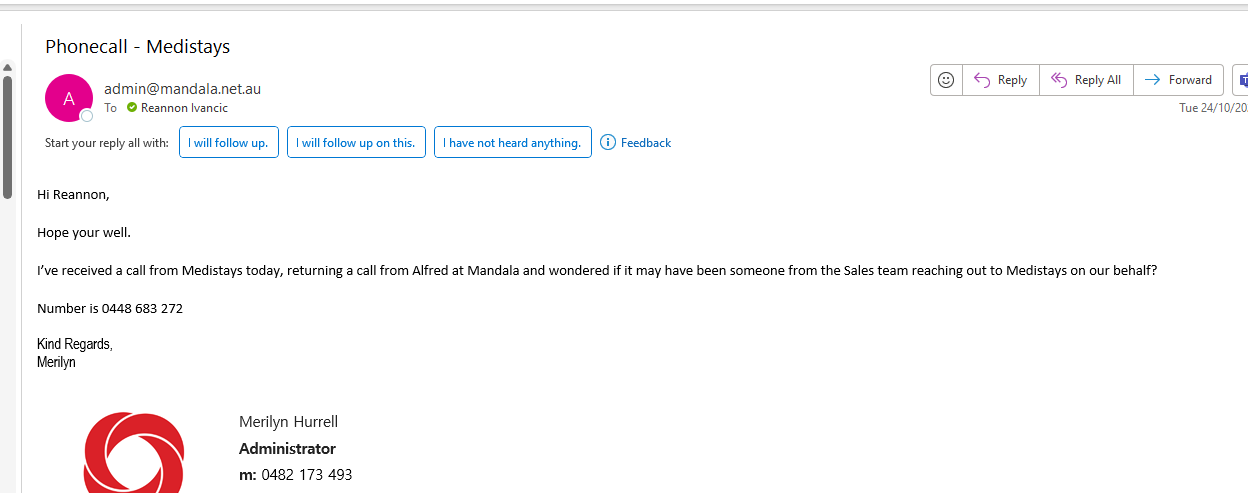 Phonecall - Medistays
A
admin@mandala.net.au
To Reannon Ivancic
Reply
Reply All
Forward
Tue 24/10/20
Start your reply all with:
I will follow up.
I will follow up on this.
I have not heard anything.
Feedback
Hi Reannon,
Hope your well.
I've received a call from Medistays today, returning a call from Alfred at Mandala and wondered if it may have been someone from the Sales team reaching out to Medistays on our behalf?
Number is 0448 683 272
Kind Regards,
Merilyn
Merilyn Hurrell
Administrator
m: 0482 173 493